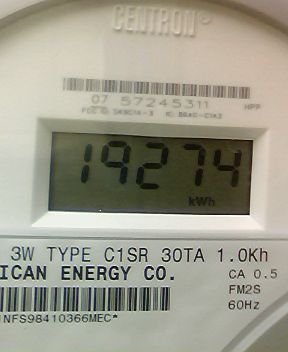 CENTRON®
07 57245311 HPP
19274
kWh
3W TYPE C1SR 30TA 1.0Kh
ICAN ENERGY CO. CA 0.5
FM2S
60Hz
NFS98410366MEC*